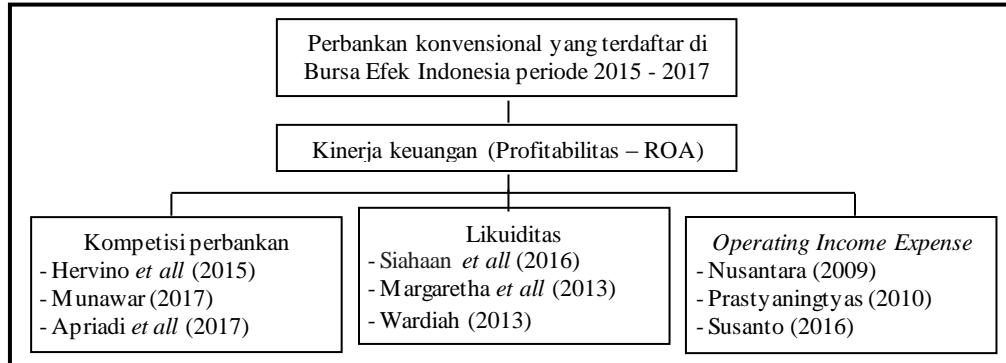 Perbankan konvensional yang terdaftar di
Bursa Efek Indonesia periode 2015 - 2017
Kinerja keuangan (Profitabilitas – ROA)
Kompetisi perbankan
- Hervino et all (2015)
- Munawar (2017)
- Apriadi et all (2017)
Likuiditas
- Siahaan et all (2016)
- Margaretha et all (2013)
- Wardiah (2013)
Operating Income Expense
- Nusantara (2009)
- Prastyaningtyas (2010)
- Susanto (2016)